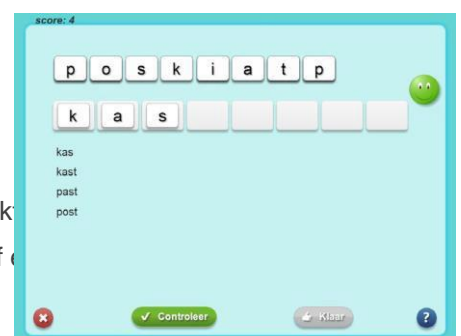 score: 4
p o s k i a t p
k a s
kas
kast
past
post
✓ Controleer
Klaar
?